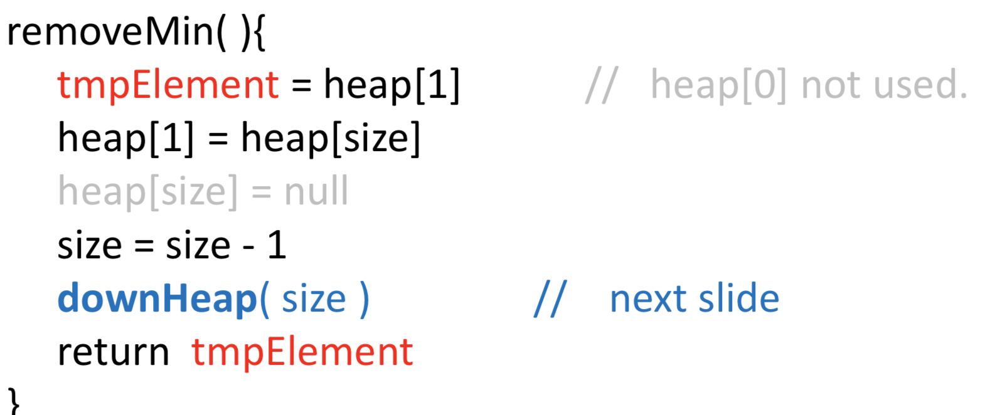 removeMin( ){
tmpElement = heap[1] // heap[0] not used.
heap[1] = heap[size]
heap[size] = null
size = size - 1
downHeap( size ) // next slide
return tmpElement
}